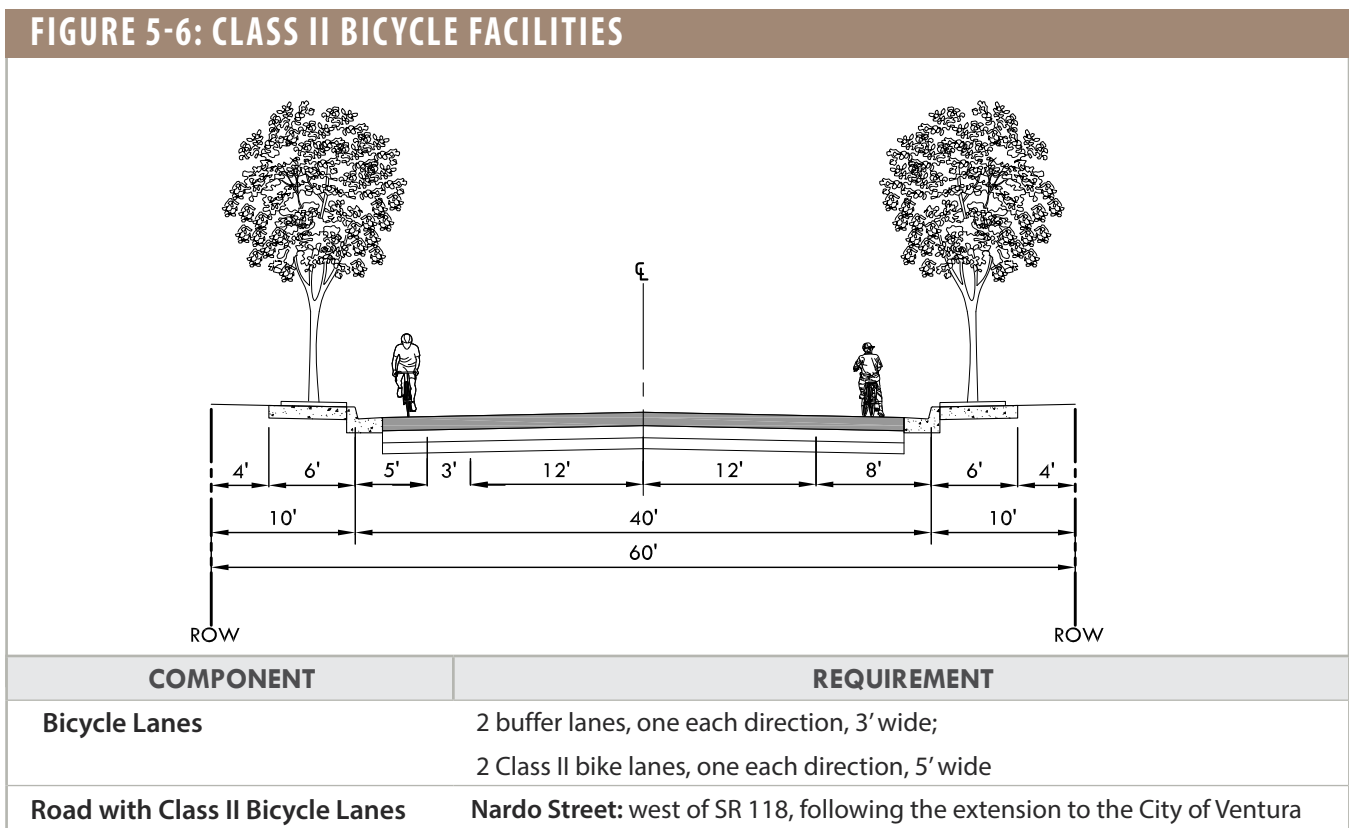 FIGURE 5-6: CLASS II BICYCLE FACILITIES
℄
4' 6' 5' 3' 12' 12' 8' 6' 4'
10' 40' 10'
60'
ROW ROW
COMPONENT REQUIREMENT
Bicycle Lanes 2 buffer lanes, one each direction, 3' wide;
2 Class II bike lanes, one each direction, 5' wide
Road with Class II Bicycle Lanes Nardo Street: west of SR 118, following the extension to the City of Ventura